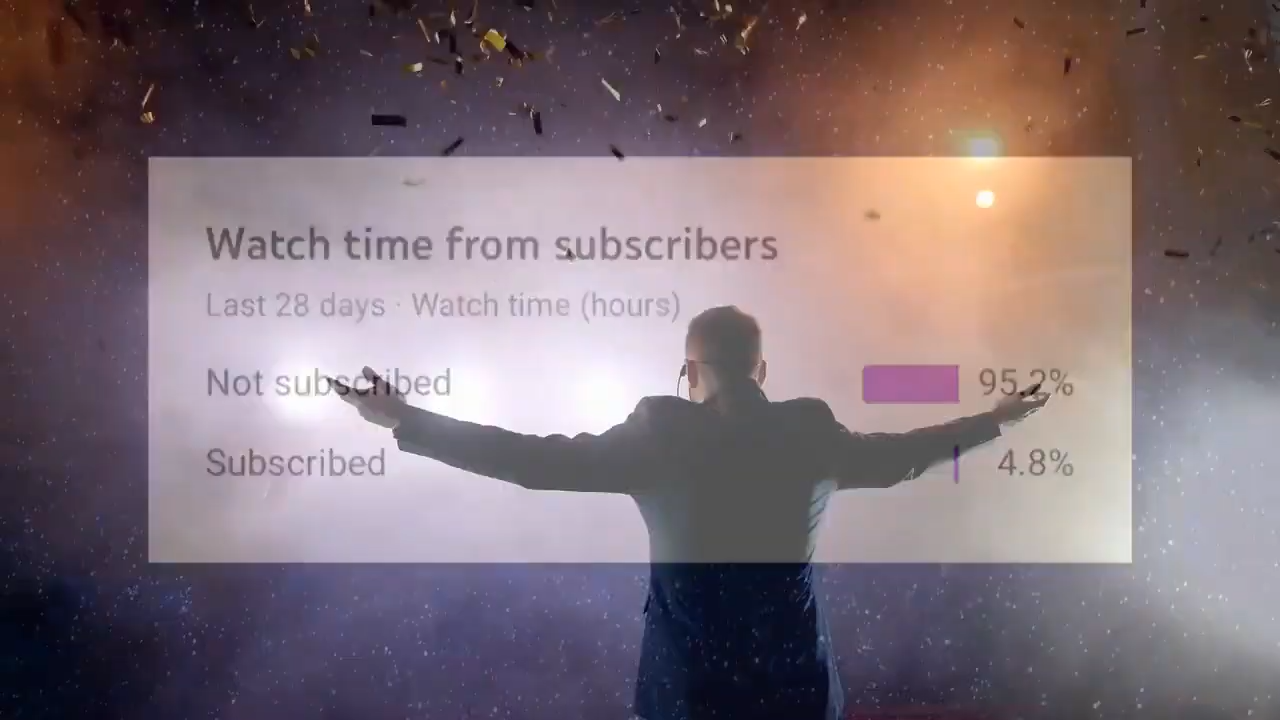 Watch time from subscribers
Last 28 days · Watch time (hours)
Not subscribed 95.2%
Subscribed 4.8%